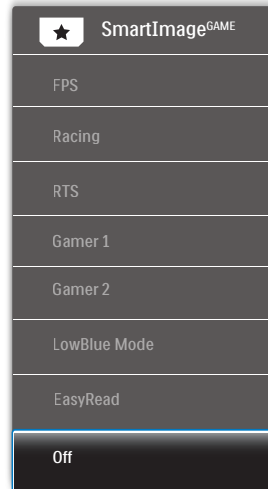 SmartImageGAME
FPS
Racing
RTS
Gamer 1
Gamer 2
LowBlue Mode
EasyRead
Off